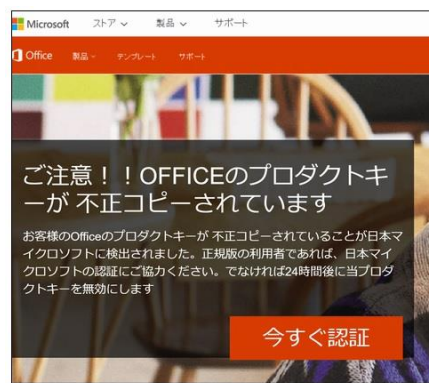 Microsoft ストア 製品 サポート
Office 製品 テンプレート サポート
ご注意！！OFFICEのプロダクトキ
ーが 不正コピーされています
お客様のOfficeのプロダクトキーが 不正コピーされていることが日本マ
イクロソフトに検出されました。正規版の利用者であれば、日本マイ
クロソフトの認証にご協力ください。でなければ24時間後に当プロダ
クトキーを無効にします
今すぐ認証